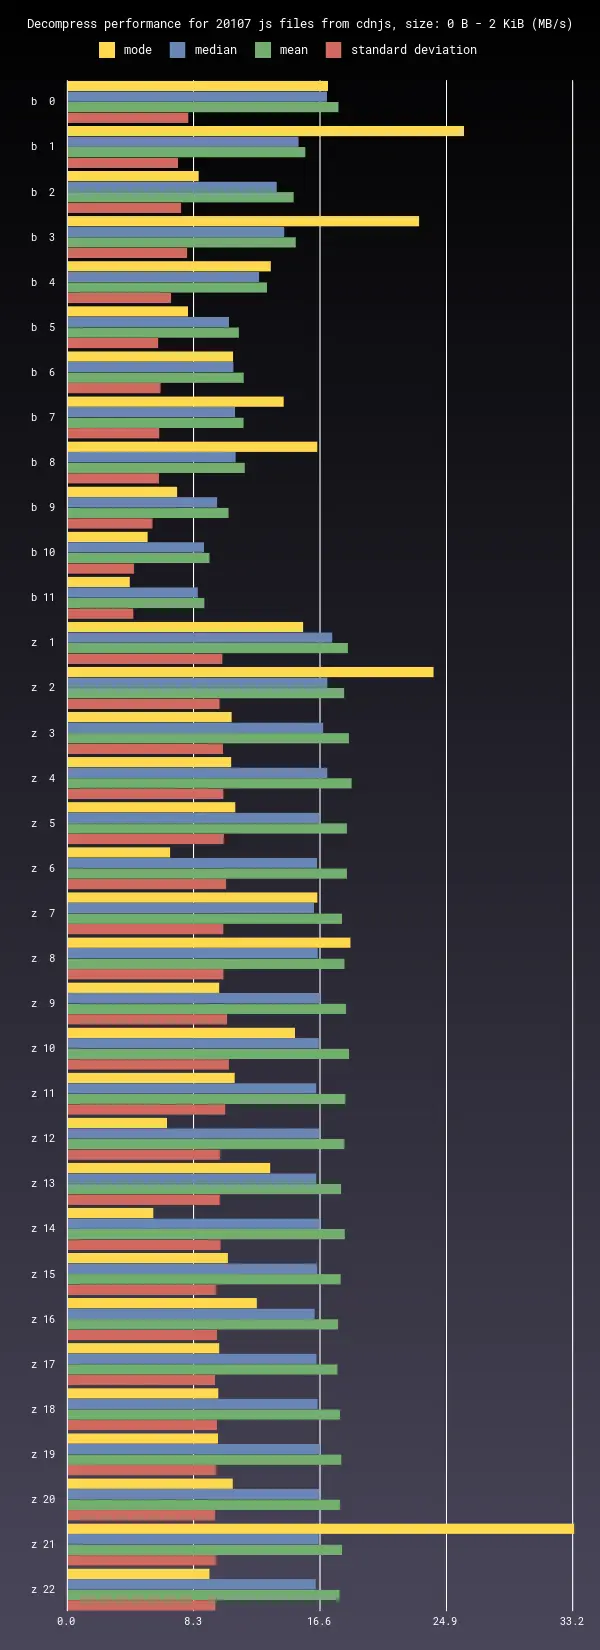 Decompress performance for 20107 js files from cdnjs, size: 0 B - 2 KiB (MB/s)
mode median mean standard deviation
b 0
b 1
b 2
b 3
b 4
b 5
b 6
b 7
b 8
b 9
b 10
b 11
z 1
z 2
z 3
z 4
z 5
z 6
z 7
z 8
z 9
z 10
z 11
z 12
z 13
z 14
z 15
z 16
z 17
z 18
z 19
z 20
z 21
z 22
0.0 8.3 16.6 24.9 33.2